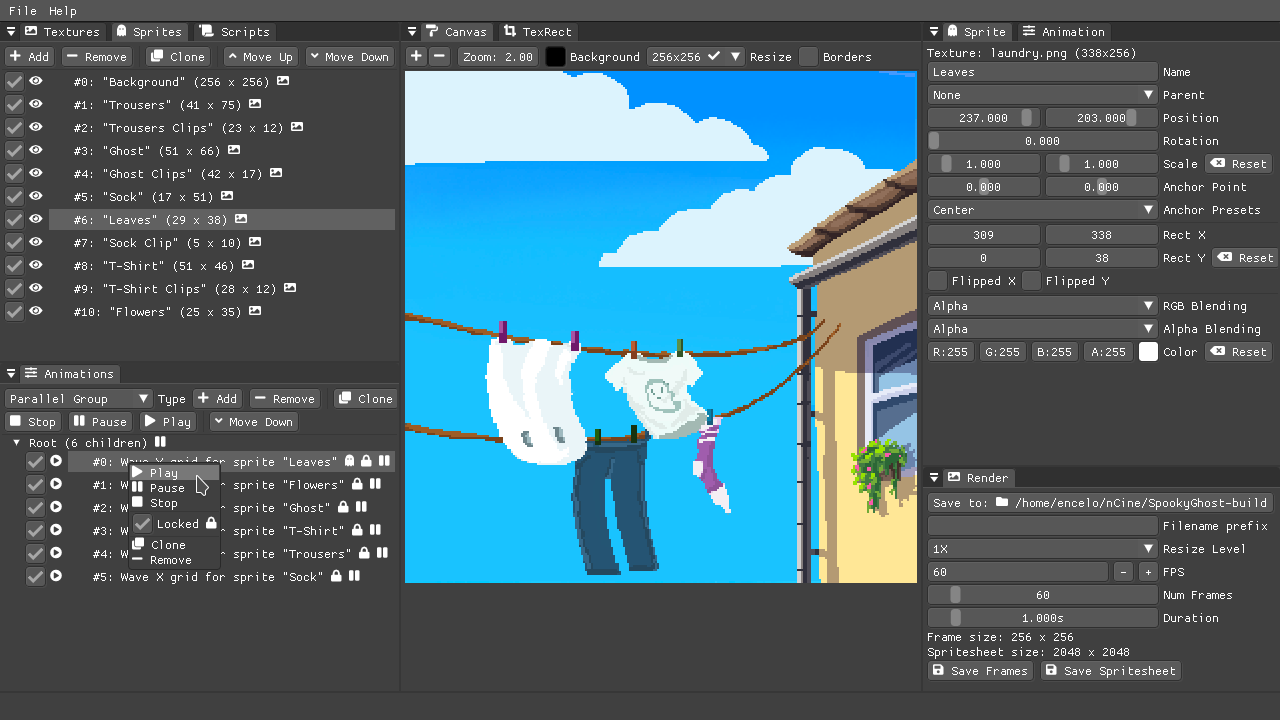 File Help
Textures Sprites Scripts
Add Remove Clone Move Up Move Down
#0: "Background" (256 x 256)
#1: "Trousers" (41 x 75)
#2: "Trousers Clips" (23 x 12)
#3: "Ghost" (51 x 66)
#4: "Ghost Clips" (42 x 17)
#5: "Sock" (17 x 51)
#6: "Leaves" (29 x 38)
#7: "Sock Clip" (5 x 10)
#8: "T-Shirt" (51 x 46)
#9: "T-Shirt Clips" (28 x 12)
#10: "Flowers" (25 x 35)
Animations
Parallel Group Type Add Remove Clone
Stop Pause Play Move Down
Root (6 children)
#0: Wave X grid for sprite "Leaves"
#1: for sprite "Flowers"
#2: for sprite "Ghost"
#3: for sprite "T-Shirt"
#4: for sprite "Trousers"
#5: Wave X grid for sprite "Sock"
Play
Pause
Stop
Locked
Clone
Remove
Canvas TexRect
Zoom: 2.00 Background 256x256 Resize Borders
Sprite Animation
Texture: laundry.png (338x256)
Leaves Name
None Parent
237.000 203.000 Position
0.000 Rotation
1.000 1.000 Scale Reset
0.000 0.000 Anchor Point
Center Anchor Presets
309 338 Rect X
0 38 Rect Y Reset
Flipped X Flipped Y
Alpha RGB Blending
Alpha Alpha Blending
R:255 G:255 B:255 A:255 Color Reset
Render
Save to: /home/encelo/nCine/SpookyGhost-build
Filename prefix
1X Resize Level
60 - + FPS
60 Num Frames
1.000s Duration
Frame size: 256 x 256
Spritesheet size: 2048 x 2048
Save Frames Save Spritesheet